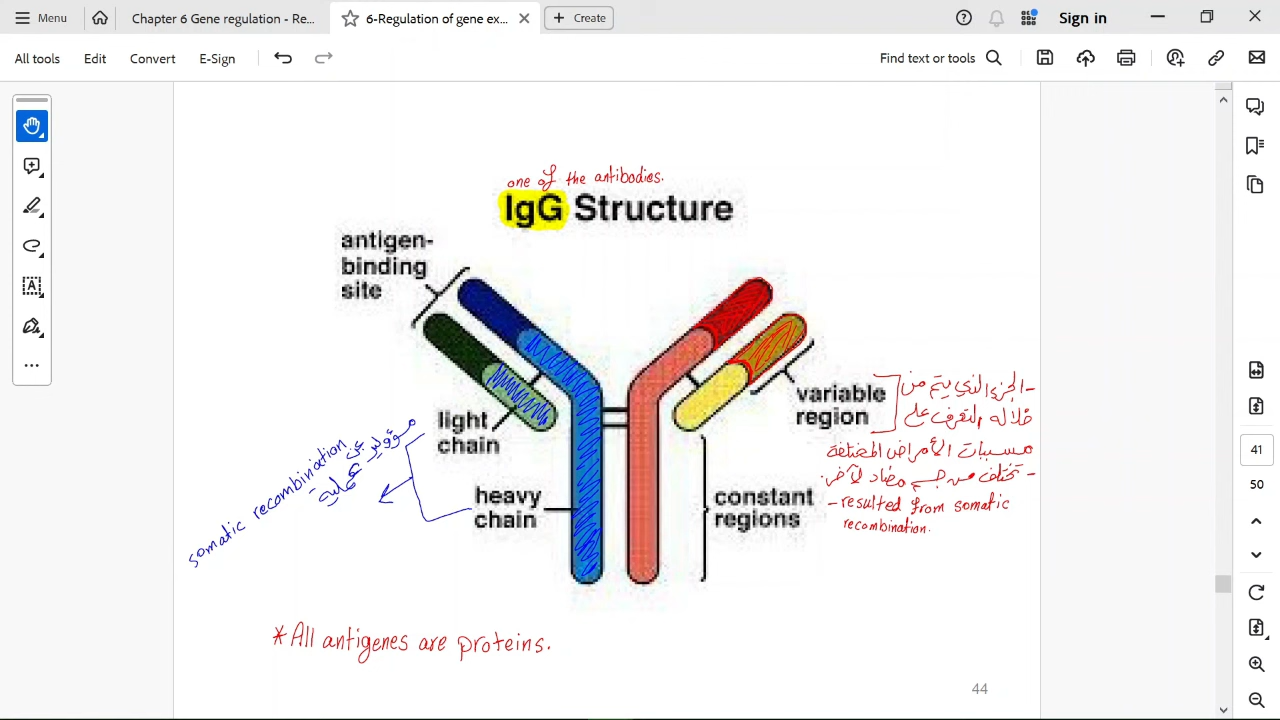 Menu
Chapter 6 Gene regulation - Re...
6-Regulation of gene ex...
Create
Sign in
All tools
Edit
Convert
E-Sign
Find text or tools
one of the antibodies.
IgG Structure
antigen-
binding
site
light
chain
heavy
chain
variable
region
constant
regions
- الجزء الذي يتم من
خلاله التعرف على
مسببات الأمراض المختلفة
- تختلف من جسم مضاد لآخر.
- resulted from somatic
recombination.
عن
عملية
somatic recombination
*All antigenes are proteins.
44
41
50